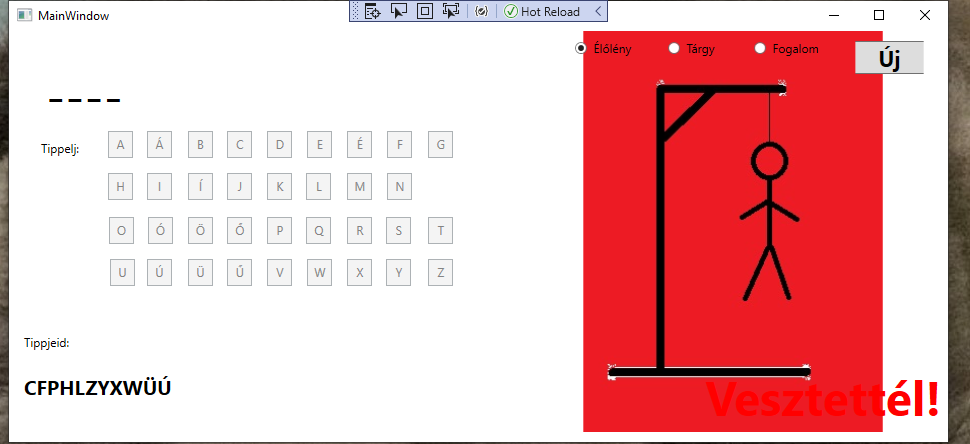 MainWindow
Hot Reload
Élőlény Tárgy Fogalom Új
_ _ _ _
Tippelj: A Á B C D E É F G
H I Í J K L M N
O Ó Ö Ő P Q R S T
U Ú Ü Ű V W X Y Z
Tippjeid:
CFPHLZYXWÜÚ
Vesztettél!